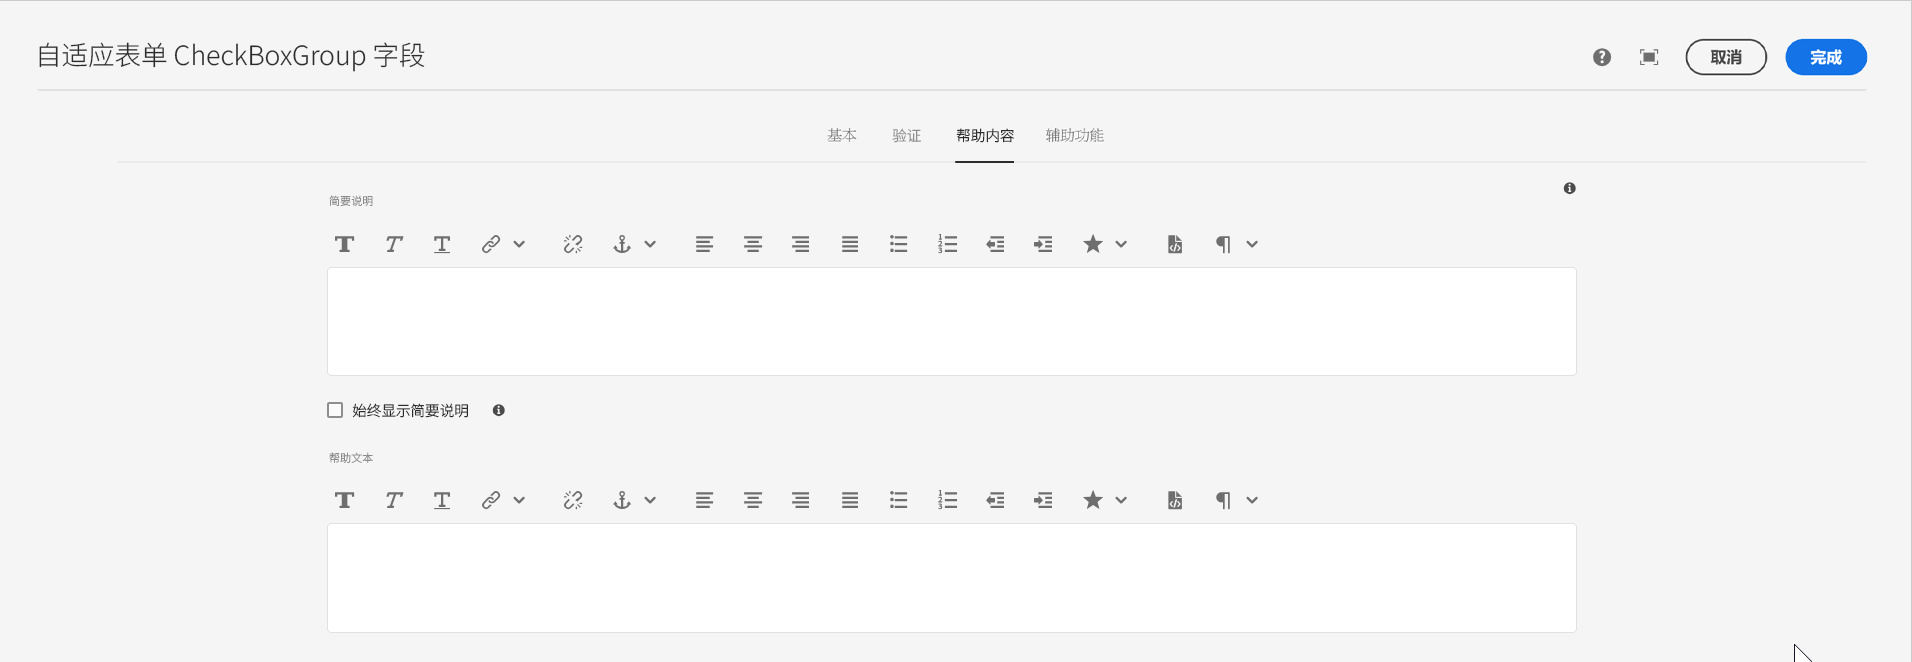 自适应表单 CheckBoxGroup 字段
取消
完成
基本
验证
帮助内容
辅助功能
简要说明
始终显示简要说明
帮助文本